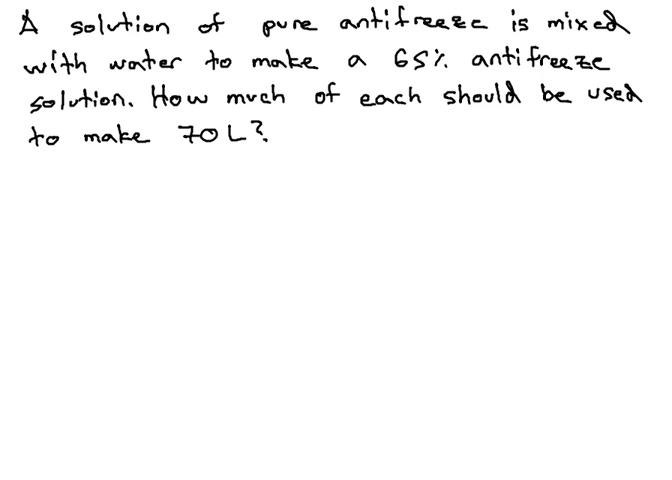 A solution of pure antifreeze is mixed
with water to make a 65% antifreeze
solution. How much of each should be used
to make 70 L?